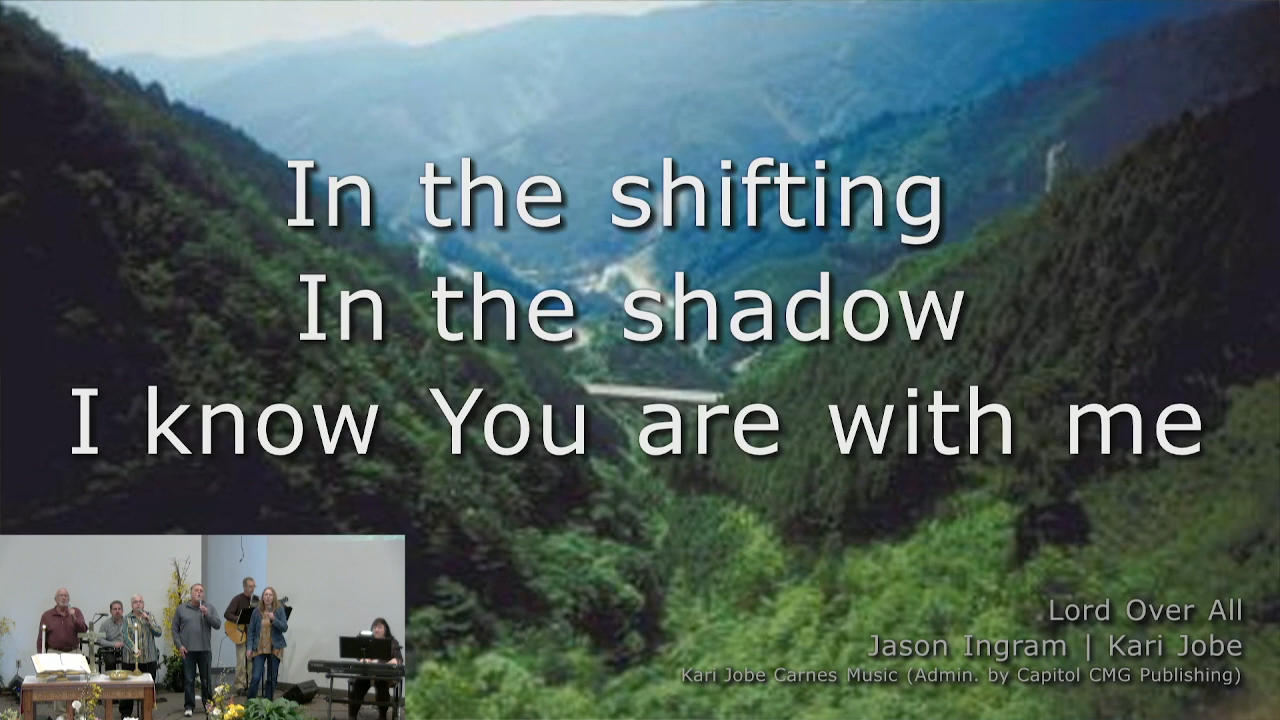 In the shifting
In the shadow
I know You are with me
Lord Over All
Jason Ingram | Kari Jobe
Kari Jobe Carnes Music (Admin. by Capitol CMG Publishing)